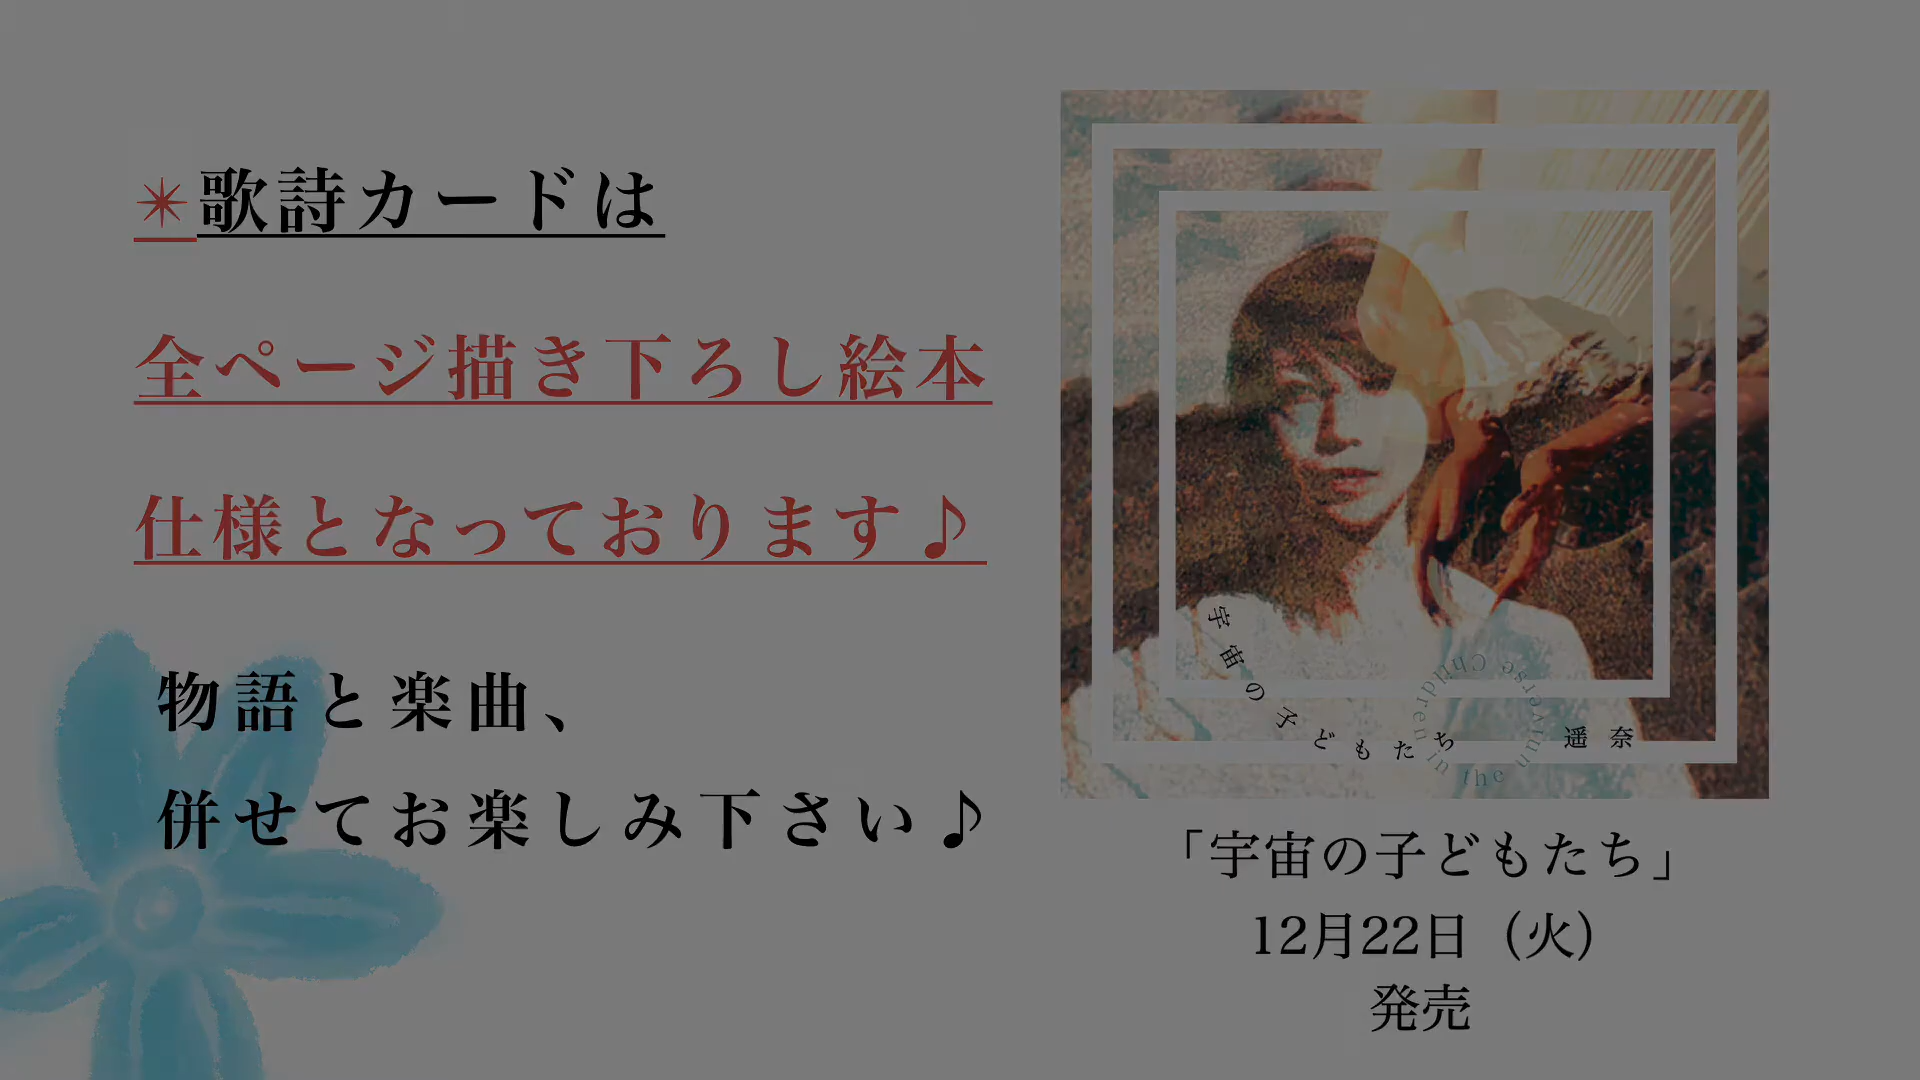 ✴歌詩カードは
全ページ描き下ろし絵本
仕様となっております♪
物語と楽曲、
併せてお楽しみ下さい♪
宇宙の子どもたち
Children in the universe
遥奈
「宇宙の子どもたち」
12月22日（火）
発売